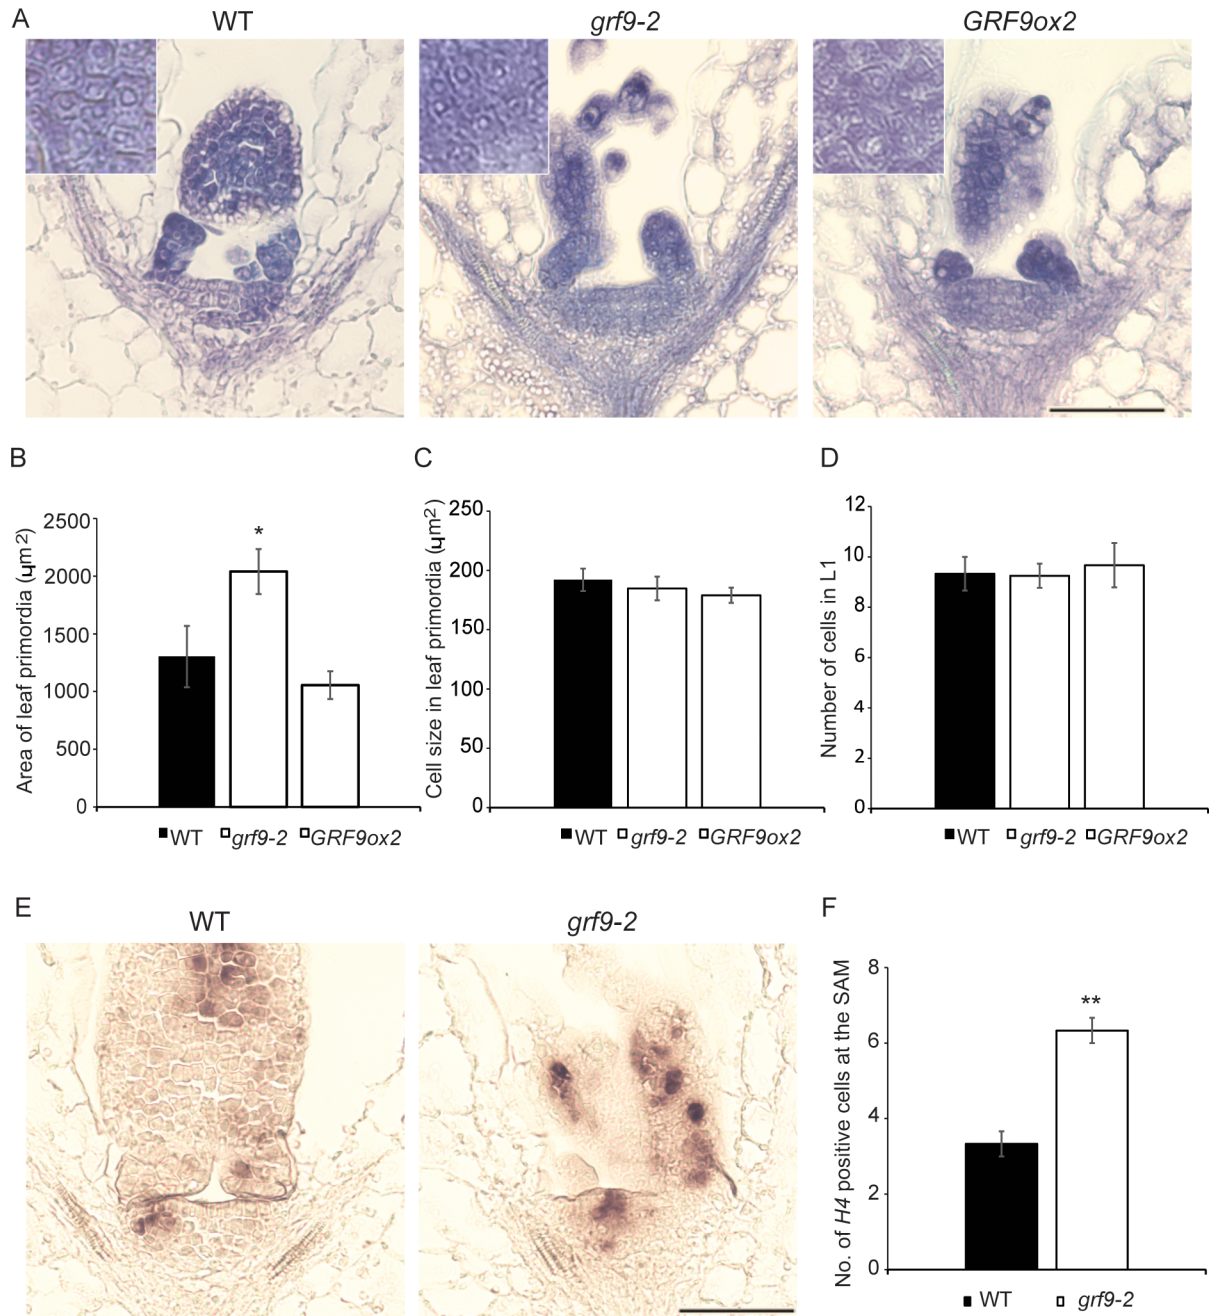 A
WT
grf9-2
GRF9ox2
B
C
D
Area of leaf primordia (μm2)
2500
2000
1500
1000
500
0
WT grf9-2 GRF9ox2
*
Cell size in leaf primordia (μm2)
250
200
150
100
50
0
WT grf9-2 GRF9ox2
Number of cells in L1
12
10
8
6
4
2
0
WT grf9-2 GRF9ox2
E
WT
grf9-2
F
No. of H4 positive cells at the SAM
8
6
4
2
0
**
WT grf9-2